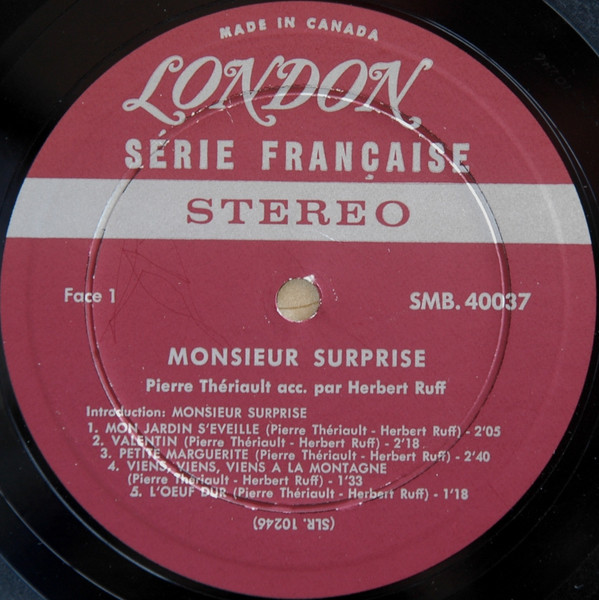 MADE IN CANADA
LONDON
SÉRIE FRANÇAISE
STEREO
Face 1
SMB. 40037
MONSIEUR SURPRISE
Pierre Thériault acc. par Herbert Ruff
Introduction: MONSIEUR SURPRISE
1. MON JARDIN S'EVEILLE (Pierre Thériault - Herbert Ruff) - 2'05
2. VALENTIN (Pierre Thériault - Herbert Ruff) - 2'18
3. PETITE MARGUERITE (Pierre Thériault - Herbert Ruff) - 2'40
4. VIENS, VIENS, VIENS A LA MONTAGNE
(Pierre Thériault - Herbert Ruff) - 1'33
5. L'OEUF DUR (Pierre Thériault - Herbert Ruff) - 1'18
(SLR. 10246)